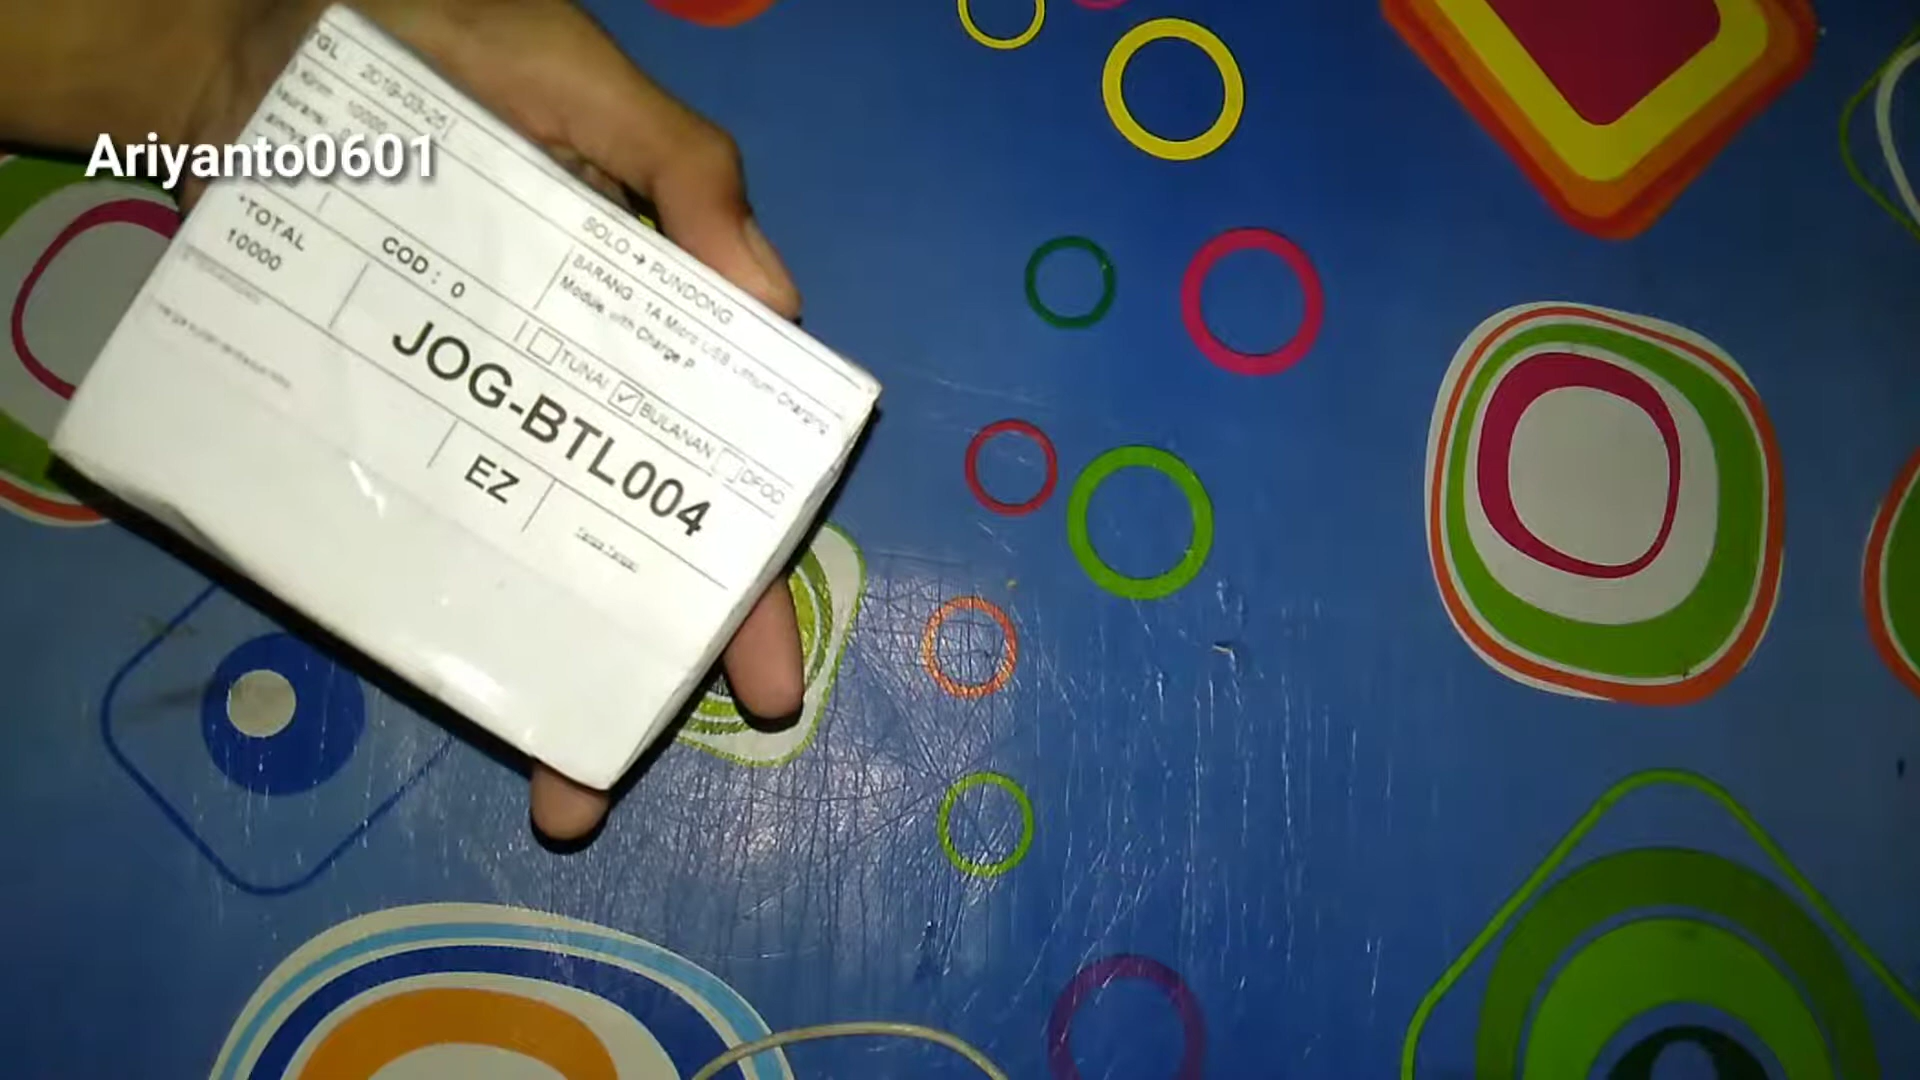 Ariyanto0601
TGL : 2019-03-25
10000
SOLO → PUNDONG
*TOTAL
10000
COD : 0
BARANG : 1A Micro USB Lithium Charging
Module with Charge P
TUNAI BULANAN DFOD
JOG-BTL004
EZ